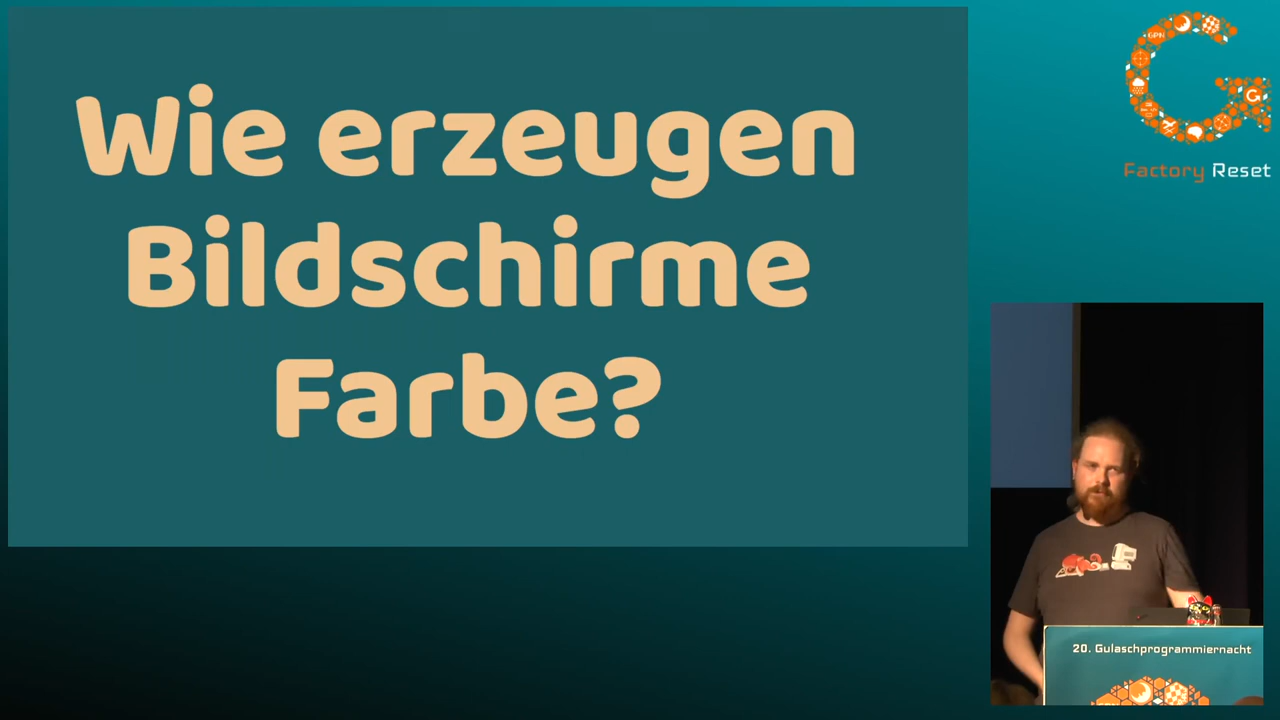 Wie erzeugen
Bildschirme
Farbe?
Factory Reset
20. Gulaschprogrammiernacht